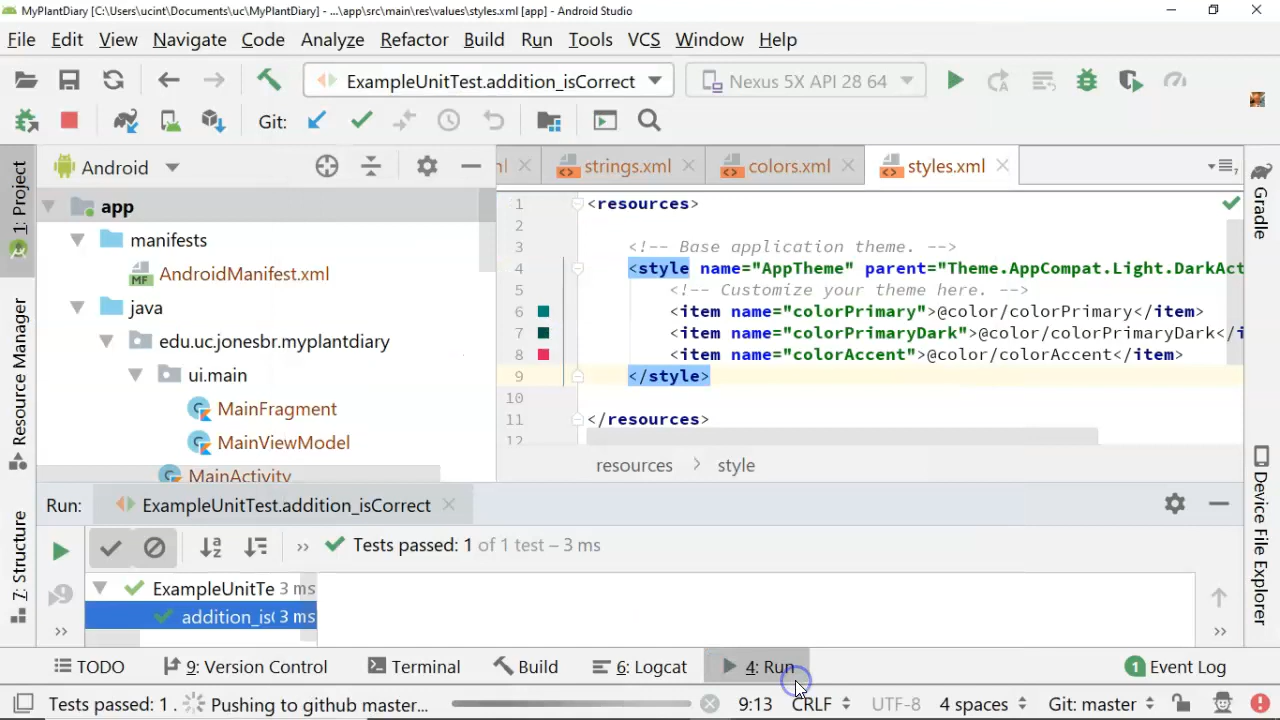 MyPlantDiary [C:\Users\ucint\Documents\uc\MyPlantDiary] - ...\app\src\main\res\values\styles.xml [app] - Android Studio
File Edit View Navigate Code Analyze Refactor Build Run Tools VCS Window Help
ExampleUnitTest.addition_isCorrect Nexus 5X API 28 64
Git:
Android
ml strings.xml colors.xml styles.xml
1: Project
Resource Manager
7: Structure
Gradle
Device File Explorer
app
manifests
AndroidManifest.xml
java
edu.uc.jonesbr.myplantdiary
ui.main
MainFragment
MainViewModel
MainActivity
1 <resources>
2
3 <!-- Base application theme. -->
4 <style name="AppTheme" parent="Theme.AppCompat.Light.DarkAct
5 <!-- Customize your theme here. -->
6 <item name="colorPrimary">@color/colorPrimary</item>
7 <item name="colorPrimaryDark">@color/colorPrimaryDark</i
8 <item name="colorAccent">@color/colorAccent</item>
9 </style>
10
11 </resources>
12
resources > style
Run: ExampleUnitTest.addition_isCorrect
>> Tests passed: 1 of 1 test – 3 ms
ExampleUnitTe 3 ms
addition_is( 3 ms
TODO 9: Version Control Terminal Build 6: Logcat 4: Run 1 Event Log
Tests passed: 1 . Pushing to github master... 9:13 CRLF UTF-8 4 spaces Git: master